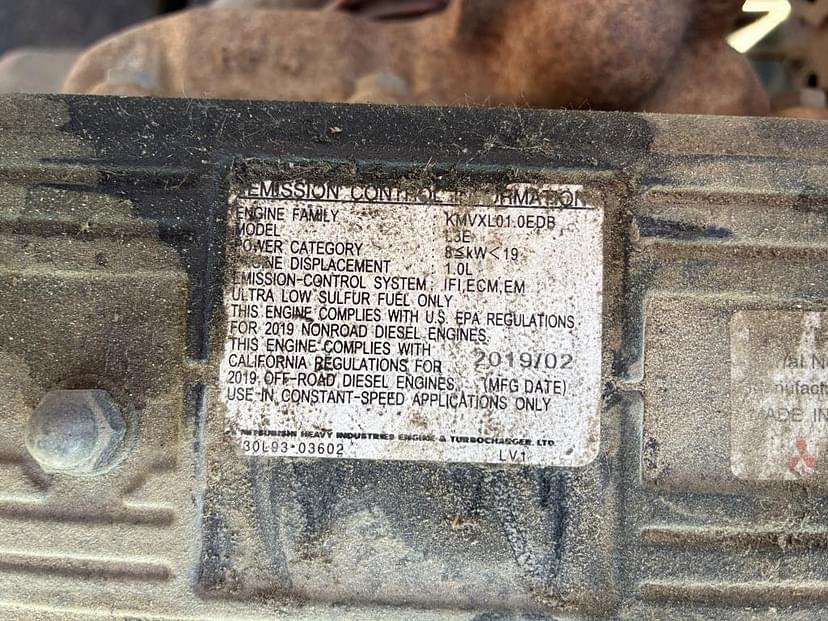 EMISSION CONTROL INFORMATION
ENGINE FAMILY : KMVXL01.0EDB
MODEL : L3E
POWER CATEGORY : 8≤kW<19
ENGINE DISPLACEMENT : 1.0L
EMISSION-CONTROL SYSTEM : IFI,ECM,EM
ULTRA LOW SULFUR FUEL ONLY
THIS ENGINE COMPLIES WITH U.S. EPA REGULATIONS
FOR 2019 NONROAD DIESEL ENGINES.
THIS ENGINE COMPLIES WITH
CALIFORNIA REGULATIONS FOR 2019/02
2019 OFF-ROAD DIESEL ENGINES. (MFG DATE)
USE IN CONSTANT-SPEED APPLICATIONS ONLY
MITSUBISHI HEAVY INDUSTRIES ENGINE & TURBOCHARGER, LTD.
30L93-03602 LV1
MADE IN